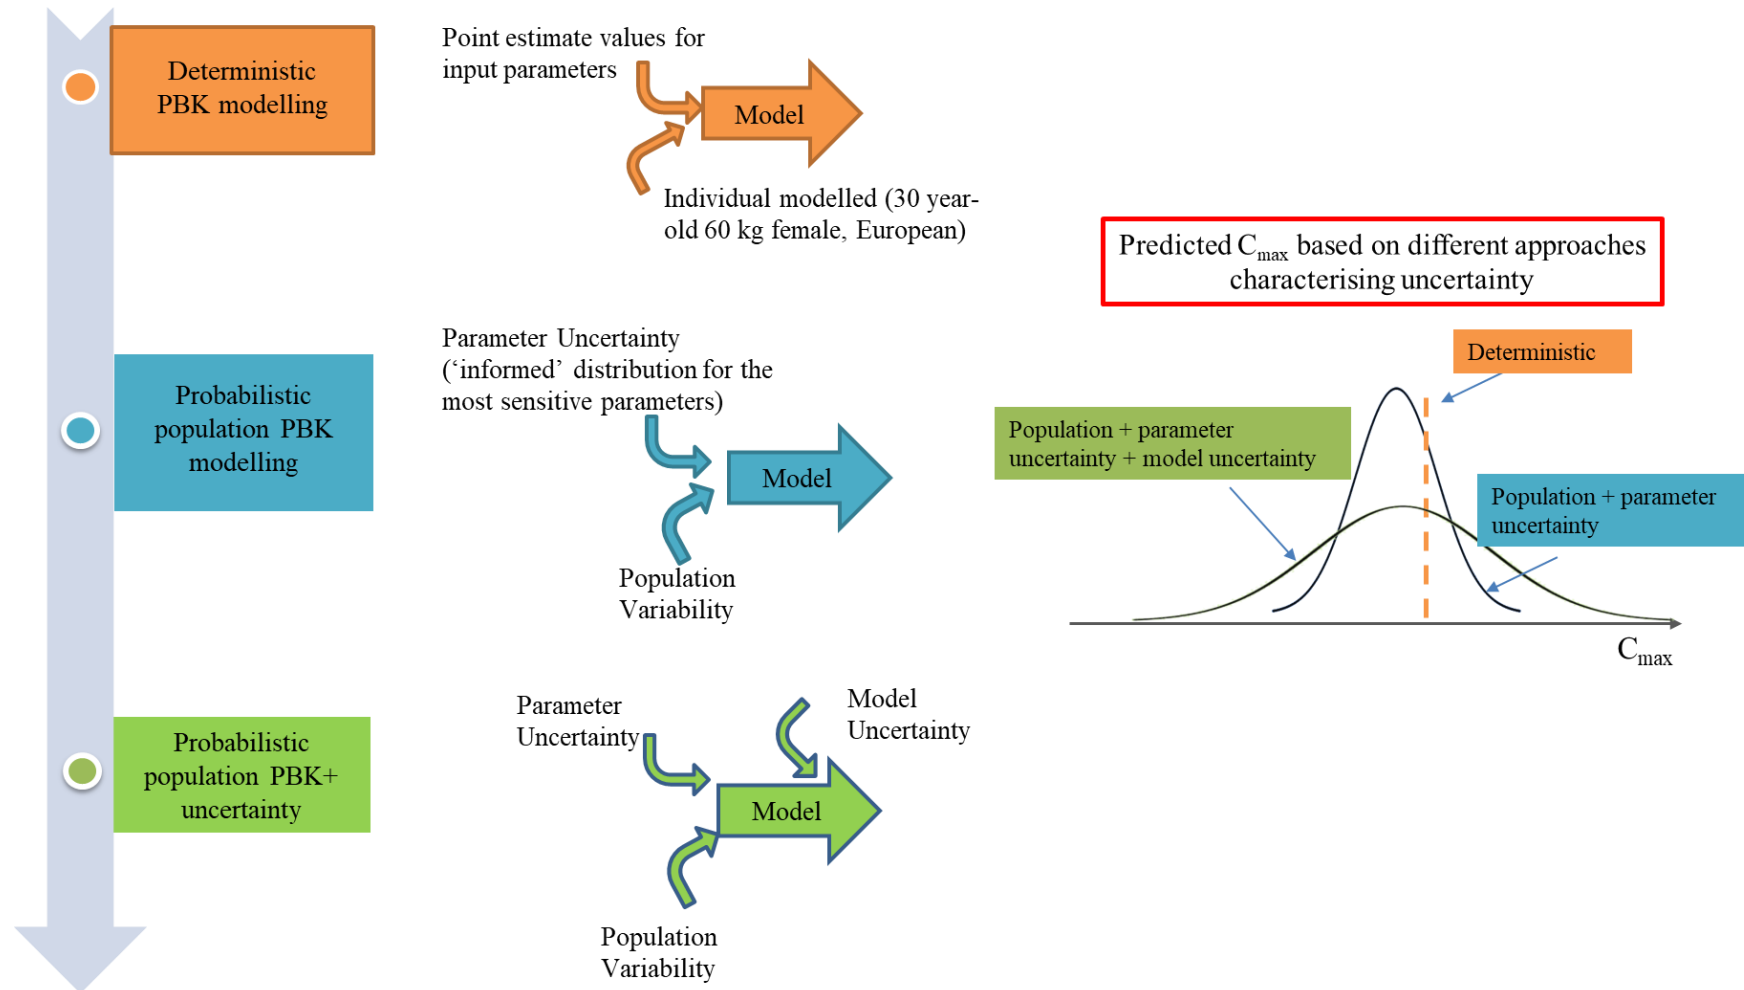 Deterministic
PBK modelling
Point estimate values for
input parameters
Model
Individual modelled (30 year-
old 60 kg female, European)
Probabilistic
population PBK
modelling
Parameter Uncertainty
(‘informed’ distribution for the
most sensitive parameters)
Model
Population
Variability
Probabilistic
population PBK+
uncertainty
Parameter
Uncertainty
Model
Uncertainty
Model
Population
Variability
Predicted Cmax based on different approaches
characterising uncertainty
Deterministic
Population + parameter
uncertainty + model uncertainty
Population + parameter
uncertainty
Cmax